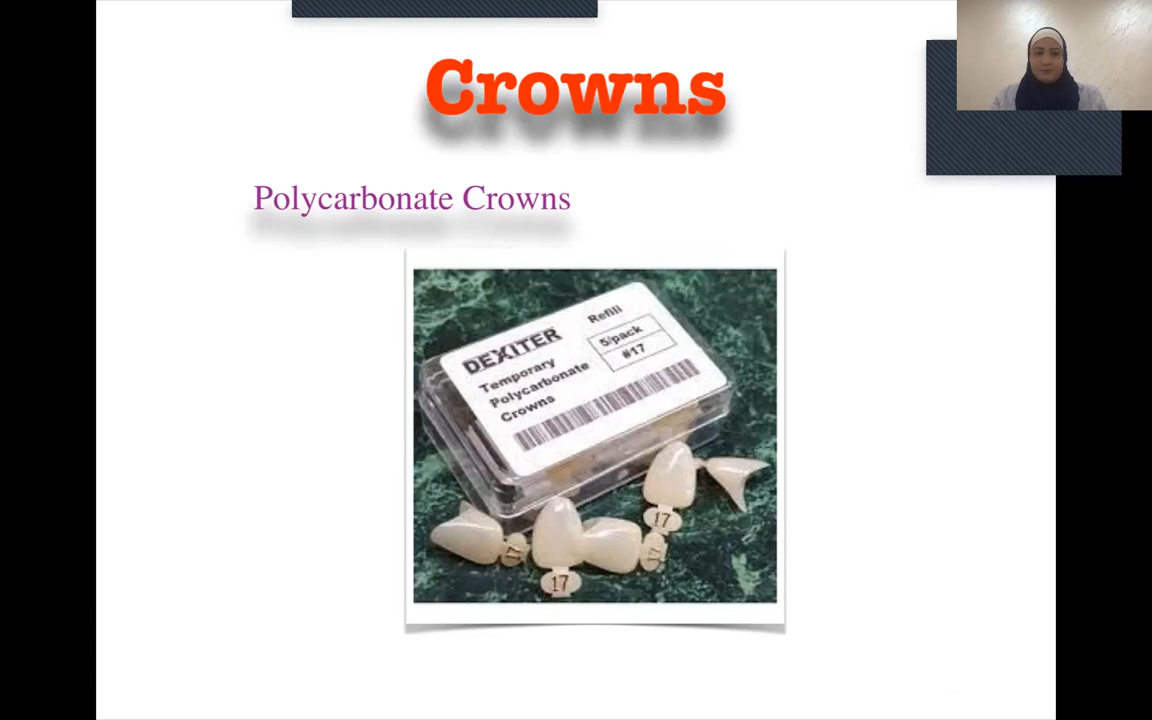 Crowns
Polycarbonate Crowns
DEXITER
Refill
5/pack
#17
Temporary
Polycarbonate
Crowns
17
17
17
17